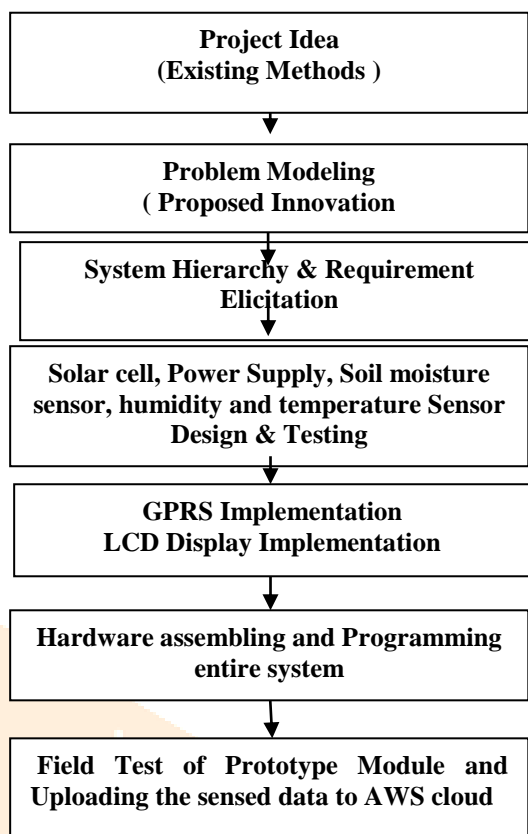 Project Idea
(Existing Methods )
Problem Modeling
( Proposed Innovation
System Hierarchy & Requirement
Elicitation
Solar cell, Power Supply, Soil moisture
sensor, humidity and temperature Sensor
Design & Testing
GPRS Implementation
LCD Display Implementation
Hardware assembling and Programming
entire system
Field Test of Prototype Module and
Uploading the sensed data to AWS cloud